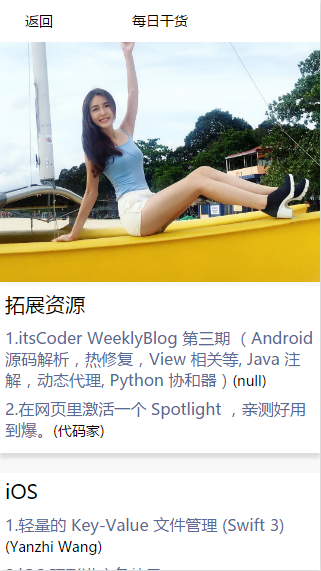 返回 每日干货
拓展资源
1.itsCoder WeeklyBlog 第三期 （ Android
源码解析，热修复，View 相关等, Java 注
解，动态代理, Python 协和器 ) (null)
2.在网页里激活一个 Spotlight ，亲测好用
到爆。(代码家)
iOS
1.轻量的 Key-Value 文件管理 (Swift 3)
(Yanzhi Wang)